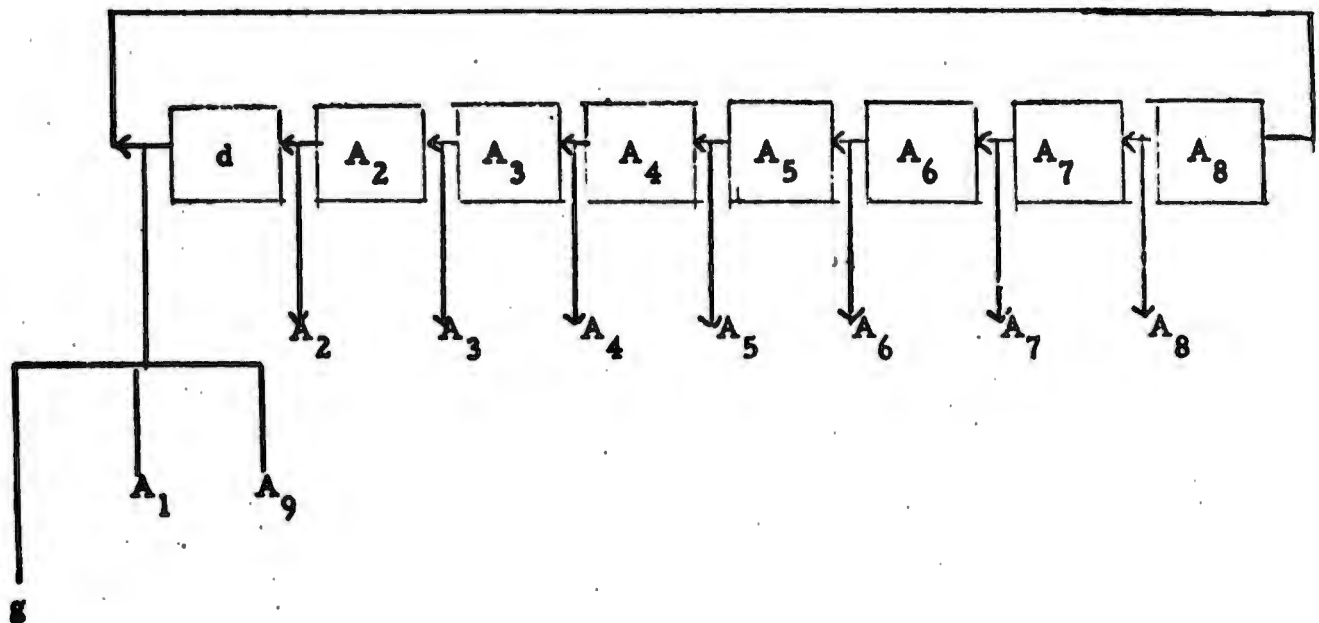 d A₂ A₃ A₄ A₅ A₆ A₇ A₈
A₂ A₃ A₄ A₅ A₆ A₇ A₈
A₁ A₉
g